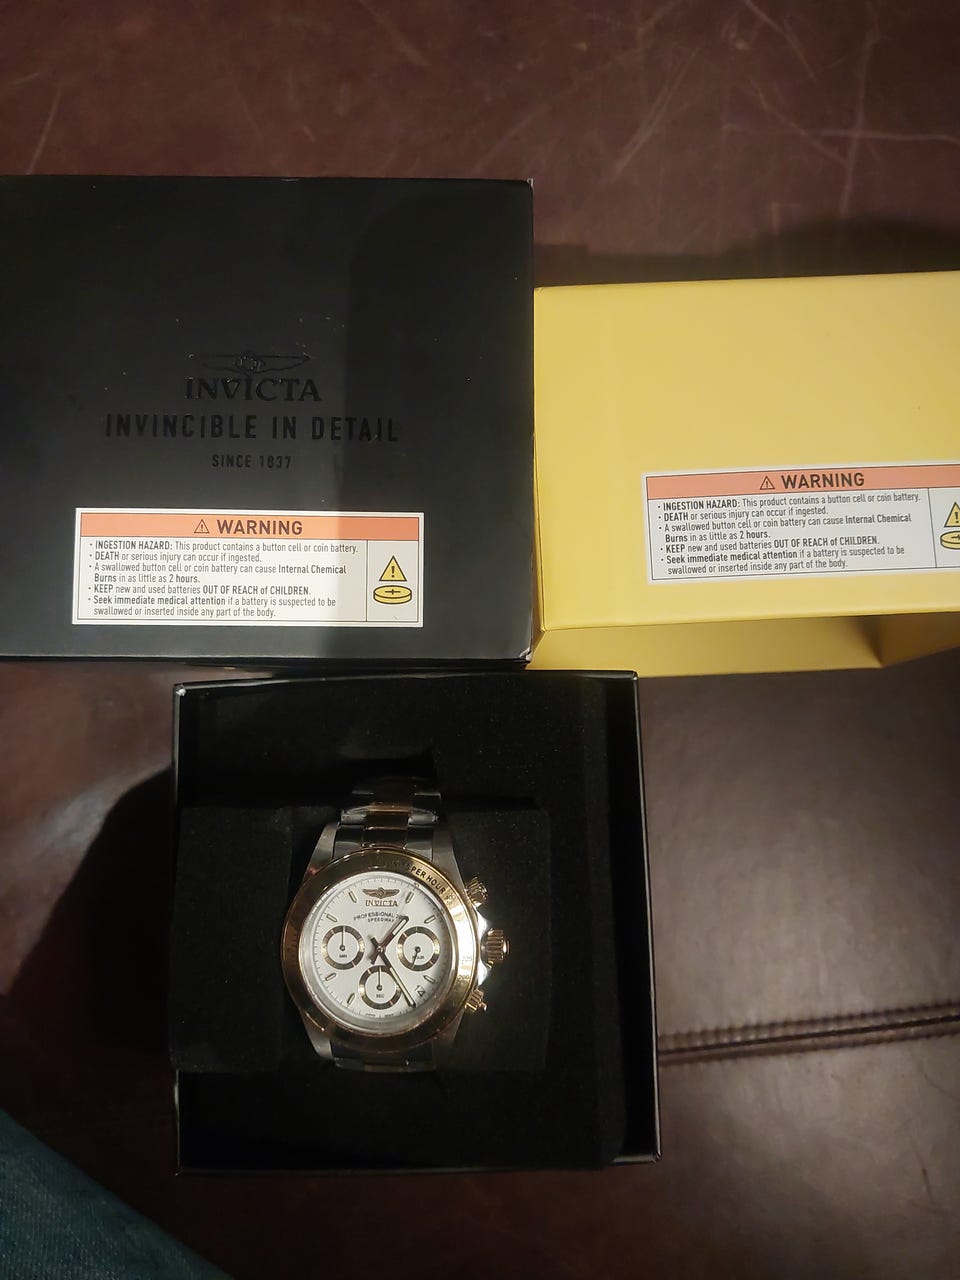 INVICTA
INVINCIBLE IN DETAIL
SINCE 1837
WARNING
• INGESTION HAZARD: This product contains a button cell or coin battery.
• DEATH or serious injury can occur if ingested.
• A swallowed button cell or coin battery can cause Internal Chemical
Burns in as little as 2 hours.
• KEEP new and used batteries OUT OF REACH of CHILDREN.
• Seek immediate medical attention if a battery is suspected to be
swallowed or inserted inside any part of the body.
WARNING
• INGESTION HAZARD: This product contains a button cell or coin battery.
• DEATH or serious injury can occur if ingested.
• A swallowed button cell or coin battery can cause Internal Chemical
Burns in as little as 2 hours.
• KEEP new and used batteries OUT OF REACH of CHILDREN.
• Seek immediate medical attention if a battery is suspected to be
swallowed or inserted inside any part of the body.
PER HOUR
INVICTA
PROFESSIONAL
SPEEDWAY
MIN
HOUR
SEC